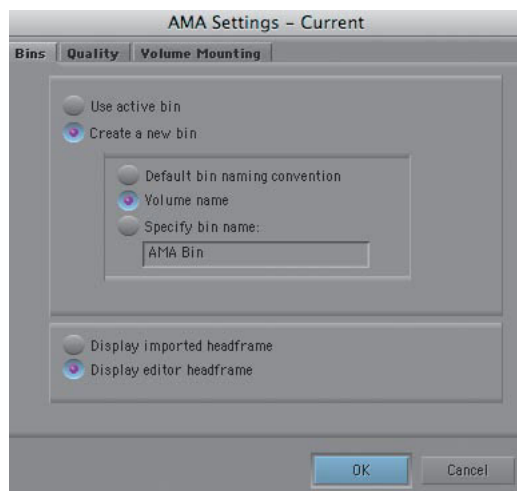 AMA Settings – Current
Bins Quality Volume Mounting
Use active bin
Create a new bin
Default bin naming convention
Volume name
Specify bin name:
AMA Bin
Display imported headframe
Display editor headframe
OK Cancel